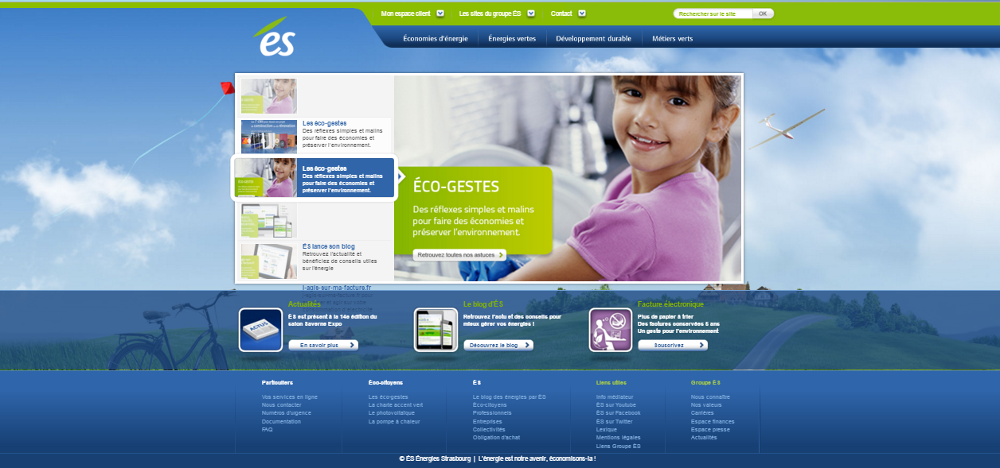 Mon espace client
Les sites du groupe ÉS
Contact
Rechercher sur le site
OK
és
Économies d'énergie
Énergies vertes
Développement durable
Métiers verts
Les éco-gestes
Des réflexes simples et malins
pour faire des économies et
préserver l'environnement.
Les éco-gestes
Des réflexes simples et malins
pour faire des économies et
préserver l'environnement.
ÉS lance son blog
Retrouvez l'actualité et
bénéficiez de conseils utiles
sur l'énergie
j-agis-sur-ma-facture.fr
ÉCO-GESTES
Des réflexes simples et malins
pour faire des économies et
préserver l'environnement.
Retrouvez toutes nos astuces
Actualités
ÉS est présent à la 14e édition du
salon Saverne Expo
En savoir plus
ACTUS
Le blog d'ÉS
Retrouvez l'actu et des conseils pour
mieux gérer vos énergies !
Découvrez le blog
Facture électronique
Plus de papier à trier
Des factures conservées 5 ans
Un geste pour l'environnement
Souscrivez
Particuliers
Vos services en ligne
Nous contacter
Numéros d'urgence
Documentation
FAQ
Éco-citoyens
Les éco-gestes
La charte accent vert
Le photovoltaïque
La pompe à chaleur
ÉS
Le blog des énergies par ÉS
Éco-citoyens
Professionnels
Entreprises
Collectivités
Obligation d'achat
Liens utiles
Info médiateur
ÉS sur Youtube
ÉS sur Facebook
ÉS sur Twitter
Lexique
Mentions légales
Liens Groupe ÉS
Groupe ÉS
Nous connaître
Nos valeurs
Carrières
Espace finances
Espace presse
Actualités
© ÉS Énergies Strasbourg | L'énergie est notre avenir, économisons-la !